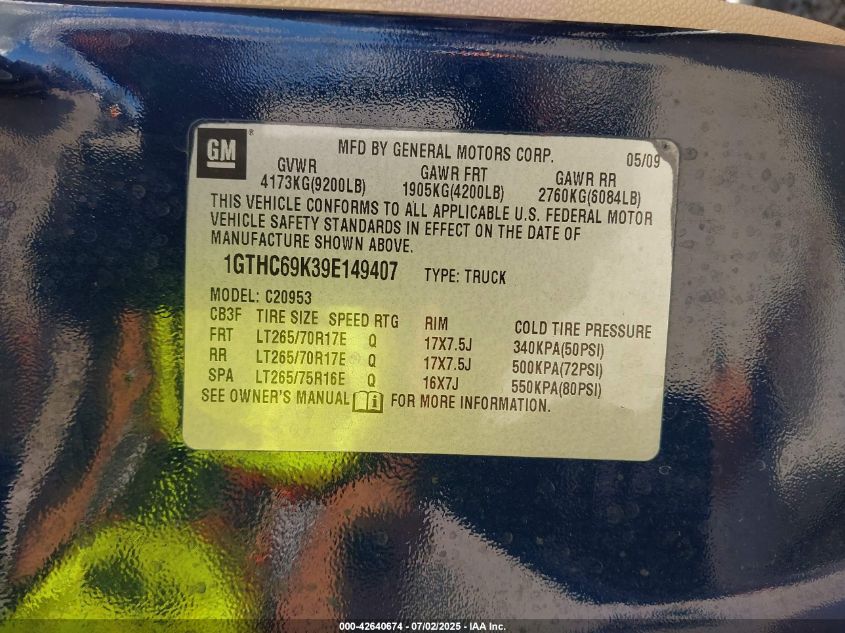 GM®
MFD BY GENERAL MOTORS CORP. 05/09
GVWR GAWR FRT GAWR RR
4173KG(9200LB) 1905KG(4200LB) 2760KG(6084LB)
THIS VEHICLE CONFORMS TO ALL APPLICABLE U.S. FEDERAL MOTOR
VEHICLE SAFETY STANDARDS IN EFFECT ON THE DATE OF
MANUFACTURE SHOWN ABOVE.
1GTHC69K39E149407 TYPE: TRUCK
MODEL: C20953
CB3F TIRE SIZE SPEED RTG RIM COLD TIRE PRESSURE
FRT LT265/70R17E Q 17X7.5J 340KPA(50PSI)
RR LT265/70R17E Q 17X7.5J 500KPA(72PSI)
SPA LT265/75R16E Q 16X7J 550KPA(80PSI)
SEE OWNER'S MANUAL i FOR MORE INFORMATION.
000-42640674 - 07/02/2025 - IAA Inc.